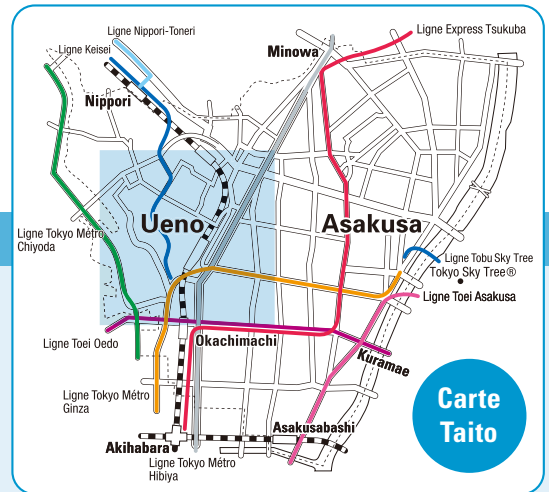 Ligne Nippori-Toneri
Ligne Express Tsukuba
Ligne Keisei
Minowa
Nippori
Ueno
Asakusa
Ligne Tokyo Métro
Chiyoda
Ligne Tobu Sky Tree
Tokyo Sky Tree®
Ligne Toei Asakusa
Ligne Toei Oedo
Okachimachi
Kuramae
Ligne Tokyo Métro
Ginza
Carte
Taito
Asakusabashi
Akihabara
Ligne Tokyo Métro
Hibiya